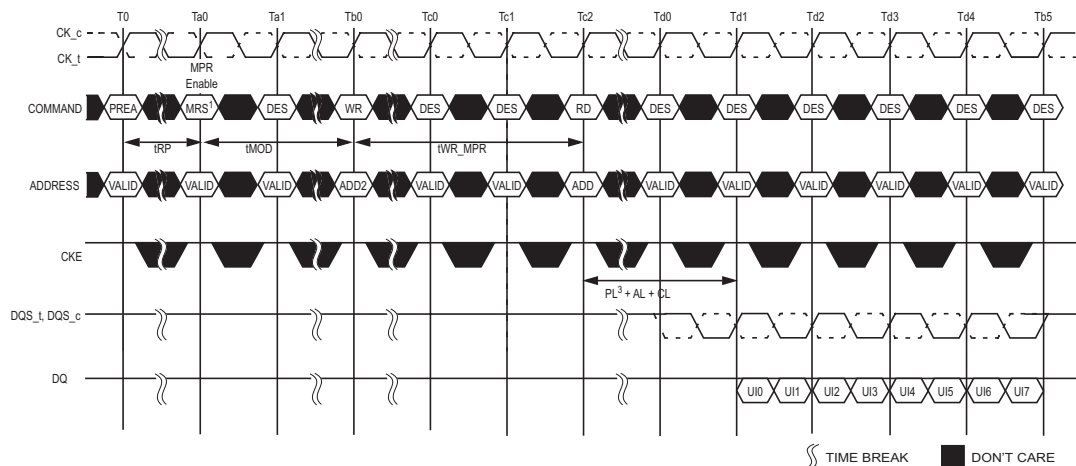 T0 Ta0 Ta1 Tb0 Tc0 Tc1 Tc2 Td0 Td1 Td2 Td3 Td4 Tb5
CK_c
CK_t
MPR
Enable
COMMAND PREA MRS1 DES WR DES DES RD DES DES DES DES DES DES
tRP tMOD tWR_MPR
ADDRESS VALID VALID VALID ADD2 VALID VALID ADD VALID VALID VALID VALID VALID VALID
CKE
PL3 + AL + CL
DQS_t, DQS_c
DQ UI0 UI1 UI2 UI3 UI4 UI5 UI6 UI7
TIME BREAK DON'T CARE